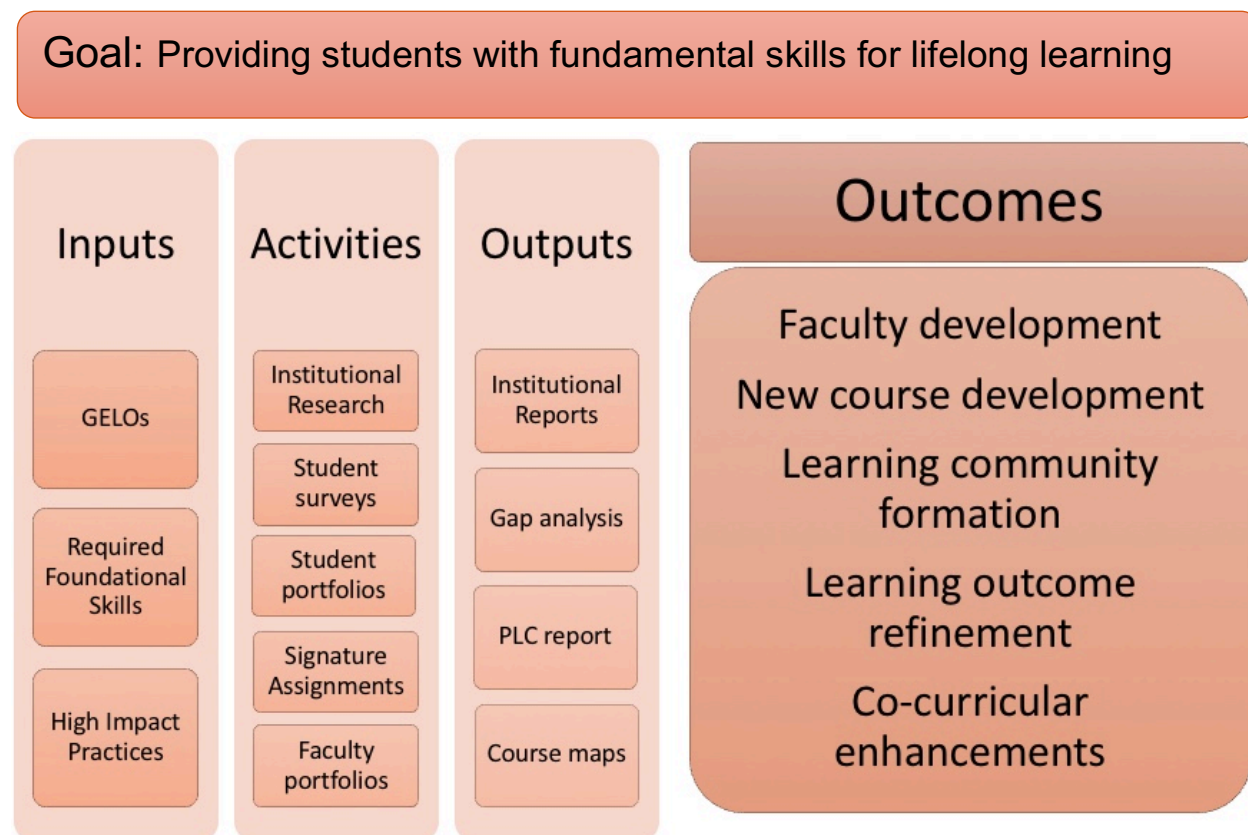 Goal: Providing students with fundamental skills for lifelong learning
Inputs
GELOs
Required
Foundational
Skills
High Impact
Practices
Activities
Institutional
Research
Student
surveys
Student
portfolios
Signature
Assignments
Faculty
portfolios
Outputs
Institutional
Reports
Gap analysis
PLC report
Course maps
Outcomes
Faculty development
New course development
Learning community
formation
Learning outcome
refinement
Co-curricular
enhancements